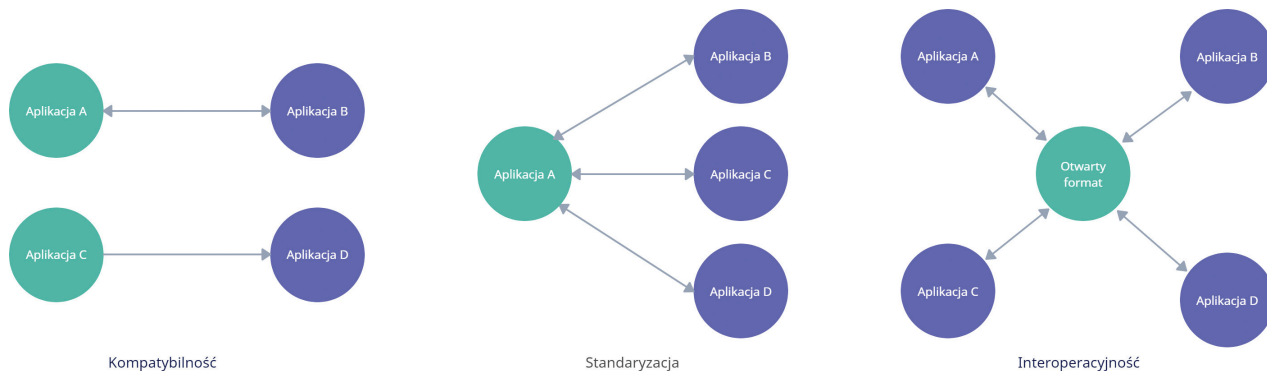 Aplikacja A
Aplikacja B
Aplikacja C
Aplikacja D
Kompatybilność
Aplikacja B
Aplikacja A
Aplikacja C
Aplikacja D
Standaryzacja
Aplikacja A
Aplikacja B
Otwarty
format
Aplikacja C
Aplikacja D
Interoperacyjność